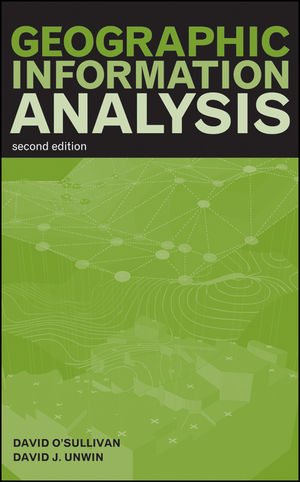 GEOGRAPHIC
INFORMATION
ANALYSIS
second edition
DAVID O'SULLIVAN
DAVID J. UNWIN